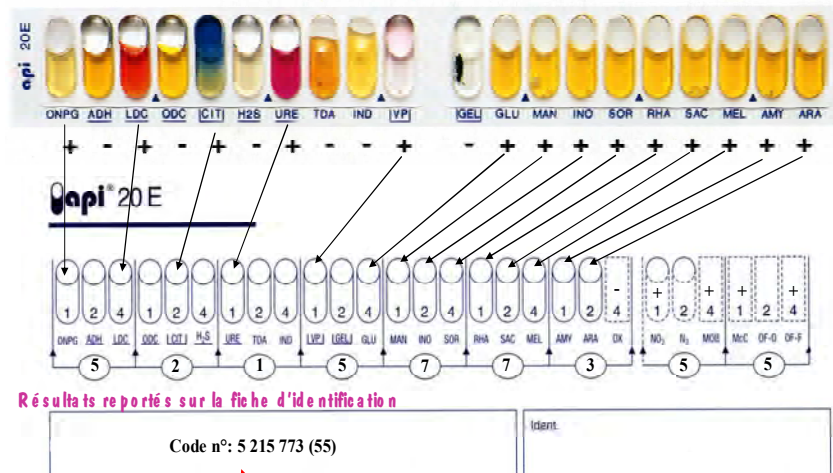 api 20E
ONPG ADH LDC ODC |CIT| H2S URE TDA IND |VP| |GEL| GLU MAN INO SOR RHA SAC MEL AMY ARA
+ - + - + - + - - + - + + + + + + + + +
api® 20 E
- + + + +
1 2 4 1 2 4 1 2 4 1 2 4 1 2 4 1 2 4 1 2 4 1 2 4 1 2 4
ONPG ADH LDC ODC |CIT| H2S URE TDA IND |VP| |GEL| GLU MAN INO SOR RHA SAC MEL AMY ARA OX NO3 N2 MOB McC OF-O OF-F
5 2 1 5 7 7 3 5 5
Résultats reportés sur la fiche d'identification
Ident.
Code n°: 5 215 773 (55)